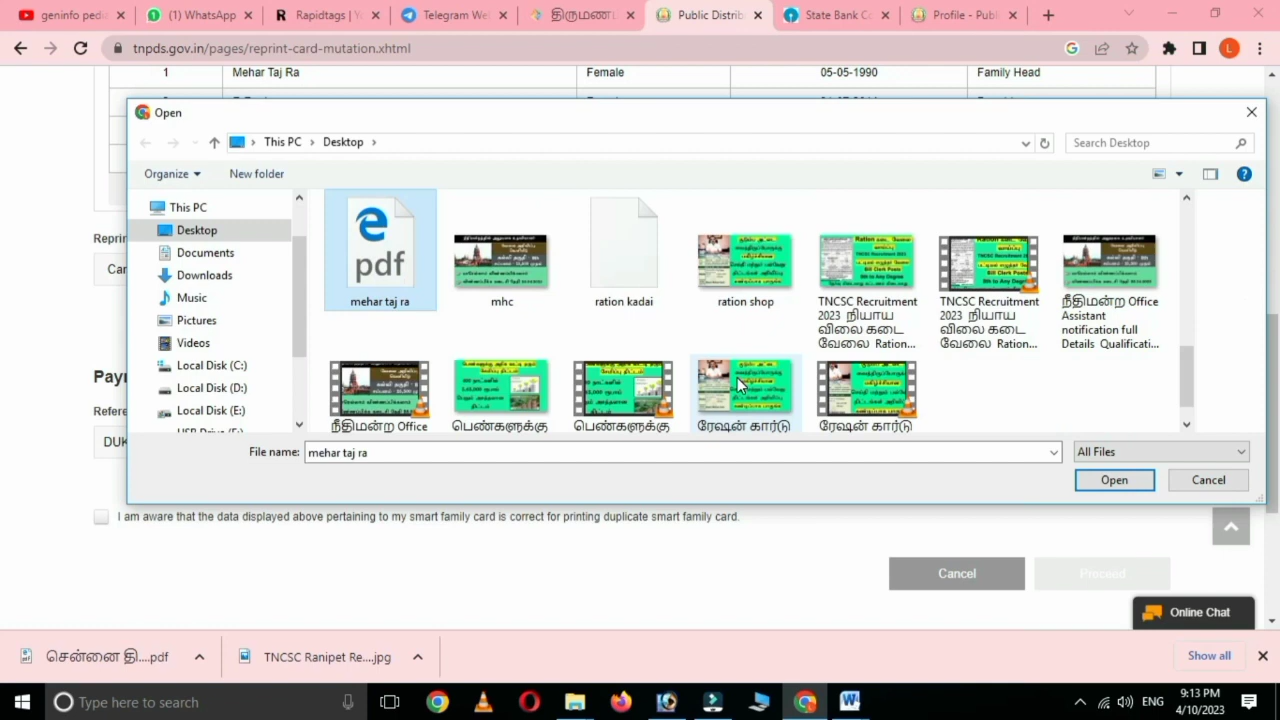 geninfo pedi
(1) WhatsApp
Rapidtags | Yo
Telegram We
திருமண
Public Distrib
State Bank Co
Profile - Publ
tnpds.gov.in/pages/reprint-card-mutation.xhtml
L
1 Mehar Taj Ra Female 05-05-1990 Family Head
Open
This PC > Desktop >
Search Desktop
Organize
New folder
This PC
Desktop
Documents
Downloads
Music
Pictures
Videos
Local Disk (C:)
Local Disk (D:)
Local Disk (E:)
pdf
mehar taj ra
mhc
ration kadai
ration shop
TNCSC Recruitment
2023 நியாய
விலை கடை
வேலை Ration...
TNCSC Recruitment
2023 நியாய
விலை கடை
வேலை Ration...
நீதிமன்ற Office
Assistant
notification full
Details Qualificati...
நீதிமன்ற Office
பெண்களுக்கு
பெண்களுக்கு
ரேஷன் கார்டு
ரேஷன் கார்டு
Reprin
Car
Payr
Refere
DUK
File name: mehar taj ra
All Files
Open
Cancel
I am aware that the data displayed above pertaining to my smart family card is correct for printing duplicate smart family card.
Cancel
Proceed
Online Chat
சென்னை தி....pdf
TNCSC Ranipet Re....jpg
Show all
Type here to search
ENG
9:13 PM
4/10/2023